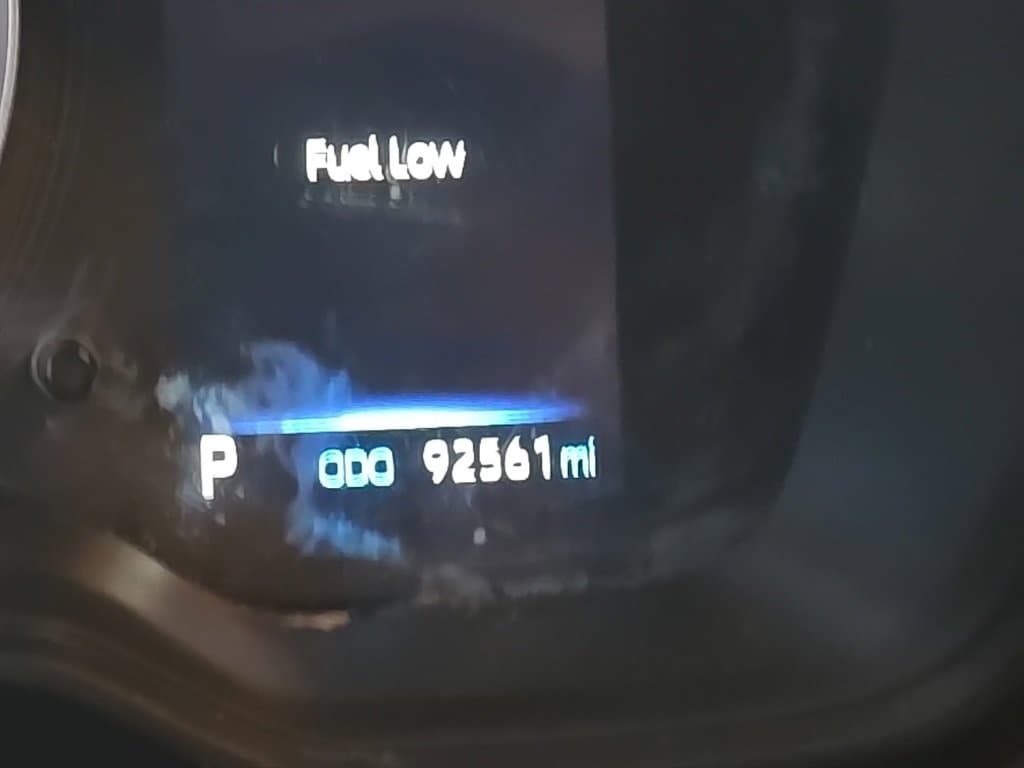 Fuel Low
P ODO 92561 mi